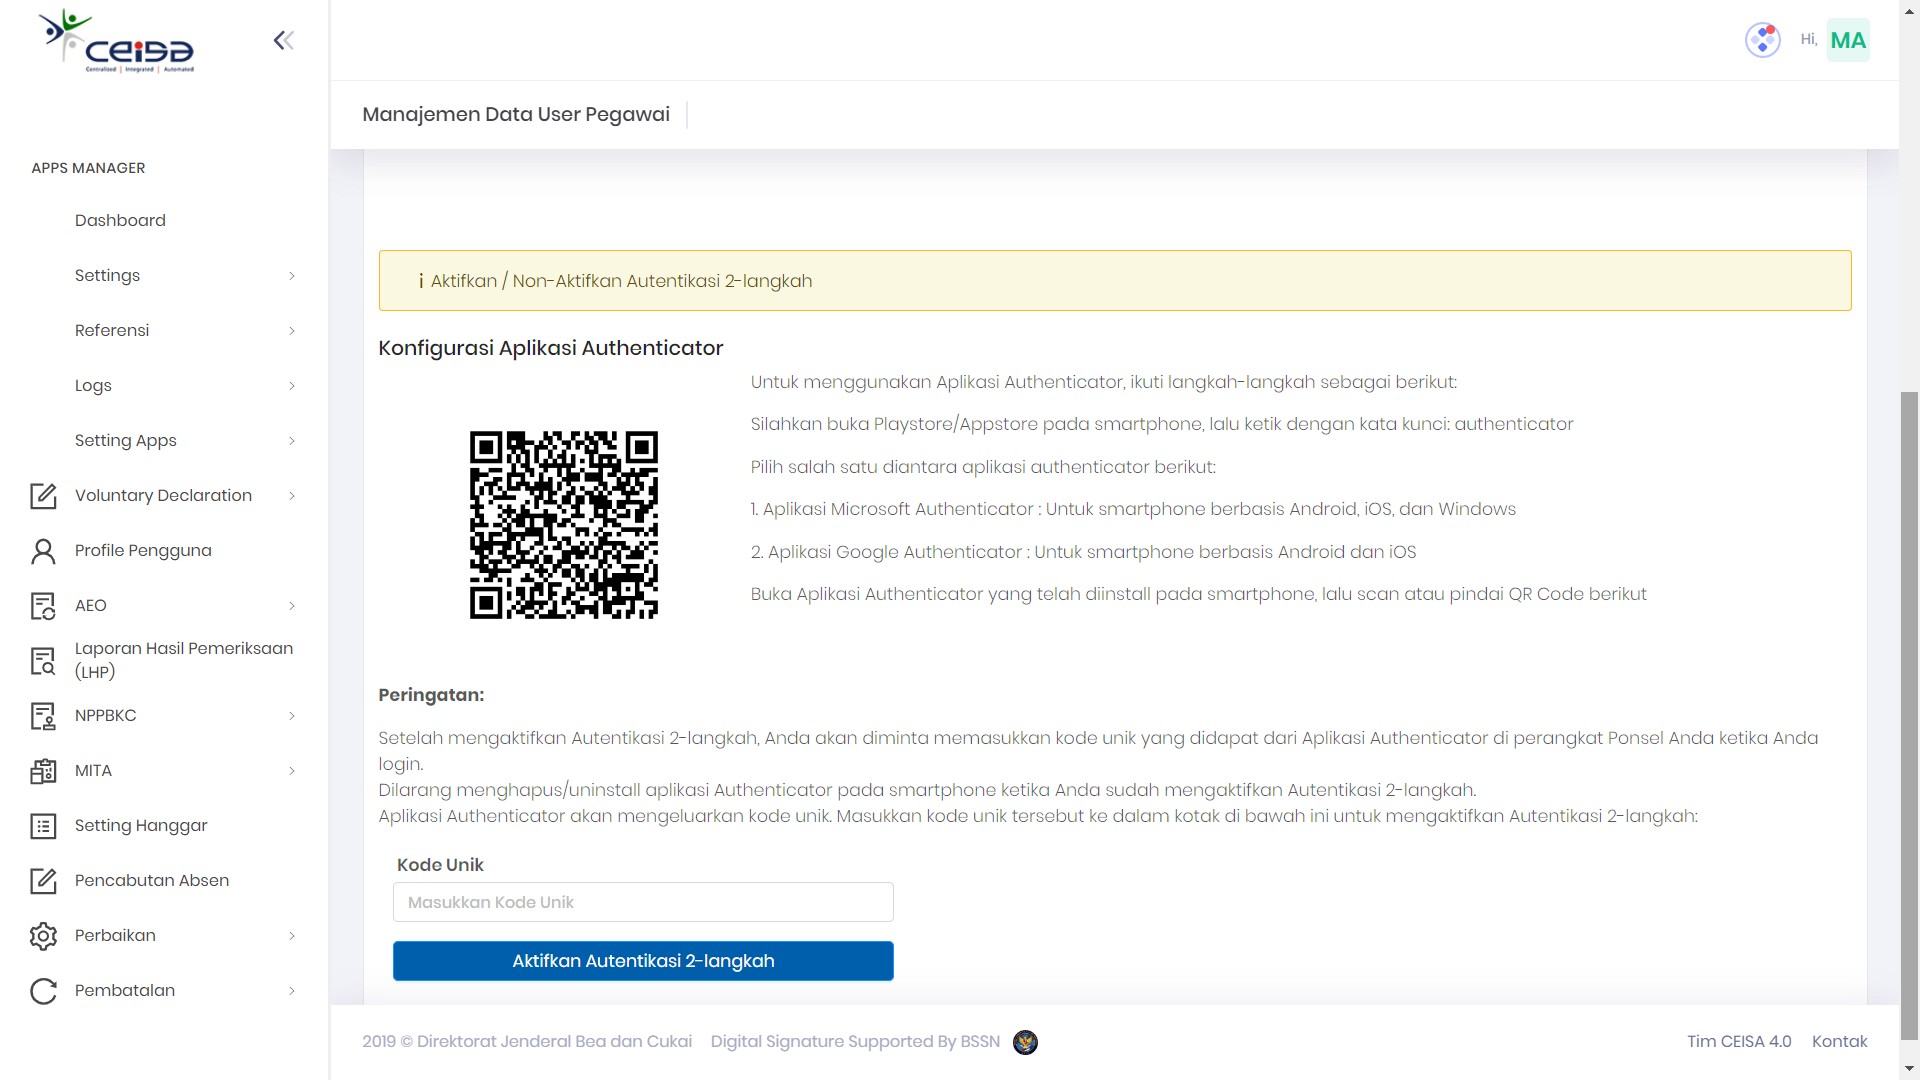 CEISA
Centralized | Integrated | Automated
Hi, MA
Manajemen Data User Pegawai
APPS MANAGER
Dashboard
Settings
Referensi
Logs
Setting Apps
Voluntary Declaration
Profile Pengguna
AEO
Laporan Hasil Pemeriksaan
(LHP)
NPPBKC
MITA
Setting Hanggar
Pencabutan Absen
Perbaikan
Pembatalan
i Aktifkan / Non-Aktifkan Autentikasi 2-langkah
Konfigurasi Aplikasi Authenticator
Untuk menggunakan Aplikasi Authenticator, ikuti langkah-langkah sebagai berikut:
Silahkan buka Playstore/Appstore pada smartphone, lalu ketik dengan kata kunci: authenticator
Pilih salah satu diantara aplikasi authenticator berikut:
1. Aplikasi Microsoft Authenticator : Untuk smartphone berbasis Android, iOS, dan Windows
2. Aplikasi Google Authenticator : Untuk smartphone berbasis Android dan iOS
Buka Aplikasi Authenticator yang telah diinstall pada smartphone, lalu scan atau pindai QR Code berikut
Peringatan:
Setelah mengaktifkan Autentikasi 2-langkah, Anda akan diminta memasukkan kode unik yang didapat dari Aplikasi Authenticator di perangkat Ponsel Anda ketika Anda
login.
Dilarang menghapus/uninstall aplikasi Authenticator pada smartphone ketika Anda sudah mengaktifkan Autentikasi 2-langkah.
Aplikasi Authenticator akan mengeluarkan kode unik. Masukkan kode unik tersebut ke dalam kotak di bawah ini untuk mengaktifkan Autentikasi 2-langkah:
Kode Unik
Masukkan Kode Unik
Aktifkan Autentikasi 2-langkah
2019 © Direktorat Jenderal Bea dan Cukai Digital Signature Supported By BSSN
Tim CEISA 4.0 Kontak